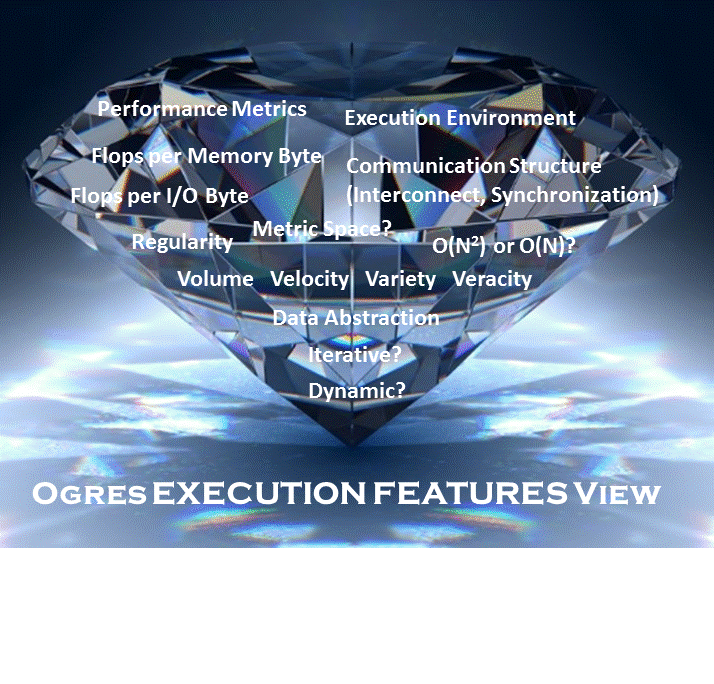 Performance Metrics
Execution Environment
Flops per Memory Byte
Communication Structure
(Interconnect, Synchronization)
Flops per I/O Byte
Metric Space?
Regularity
O(N²) or O(N)?
Volume Velocity Variety Veracity
Data Abstraction
Iterative?
Dynamic?
Ogres EXECUTION FEATURES View